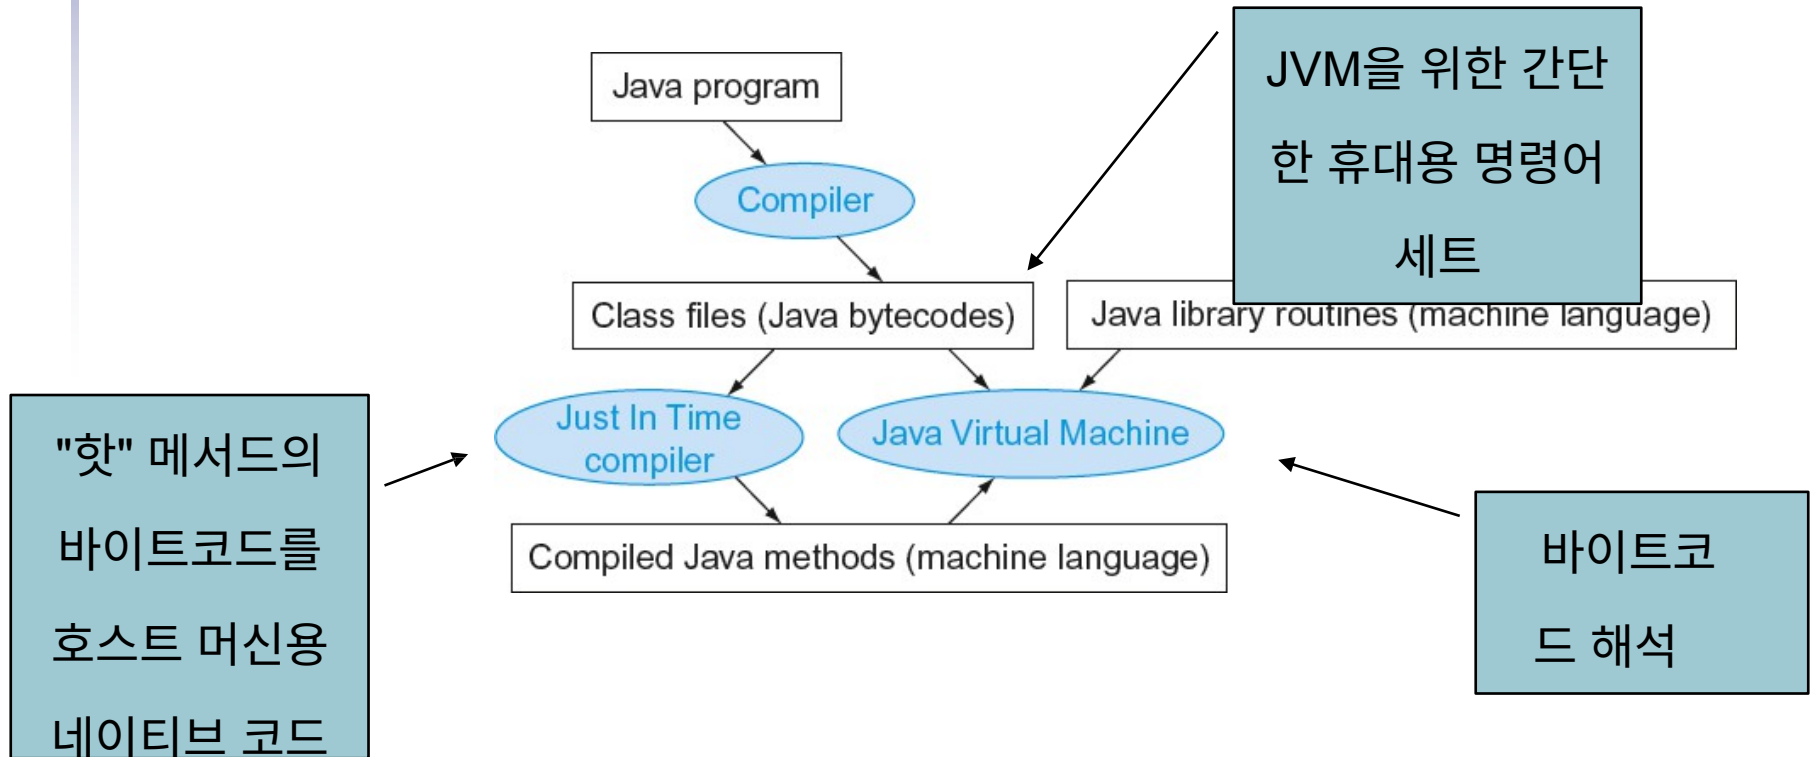 JVM을 위한 간단
한 휴대용 명령어
세트
Java program
Compiler
Class files (Java bytecodes)
Java library routines (machine language)
"핫" 메서드의
바이트코드를
호스트 머신용
네이티브 코드
Just In Time
compiler
Java Virtual Machine
바이트코
드 해석
Compiled Java methods (machine language)